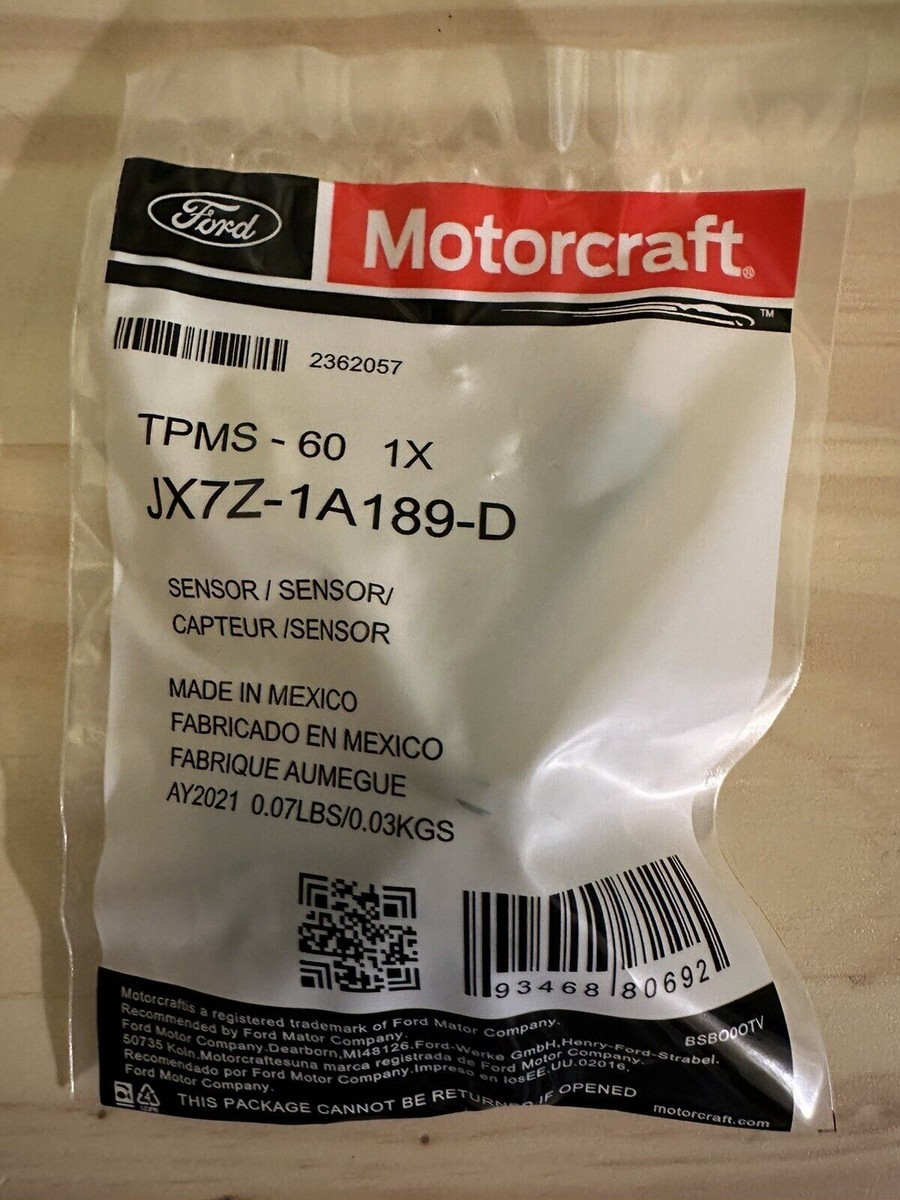 Ford Motorcraft®
TM
2362057
TPMS - 60 1X
JX7Z-1A189-D
SENSOR / SENSOR/
CAPTEUR /SENSOR
MADE IN MEXICO
FABRICADO EN MEXICO
FABRIQUE AUMEGUE
AY2021 0.07LBS/0.03KGS
93468 80692
BSBO00TV
Motorcraftis a registered trademark of Ford Mator Company.
Recommended by Ford Motor Company.
Ford Motor Company.Dearborn,MI48126.Ford-Werke GmbH.Henry-Ford-Strabel.
50735 Koln.Motorcraftesuna marca registrada de Ford Motor Company.
Recomendado por Ford Motor Company.Impreso en losEE.UU.02016.
Ford Motor Company.
LDPE
THIS PACKAGE CANNOT BE RETURNED IF OPENED
motorcraft.com